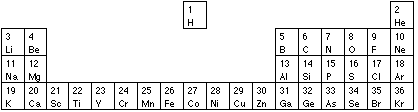 1 2
H He
3 4 5 6 7 8 9 10
Li Be B C N O F Ne
11 12 13 14 15 16 17 18
Na Mg Al Si P S Cl Ar
19 20 21 22 23 24 25 26 27 28 29 30 31 32 33 34 35 36
K Ca Sc Ti Y Cr Mn Fe Co Ni Cu Zn Ga Ge As Se Br Kr